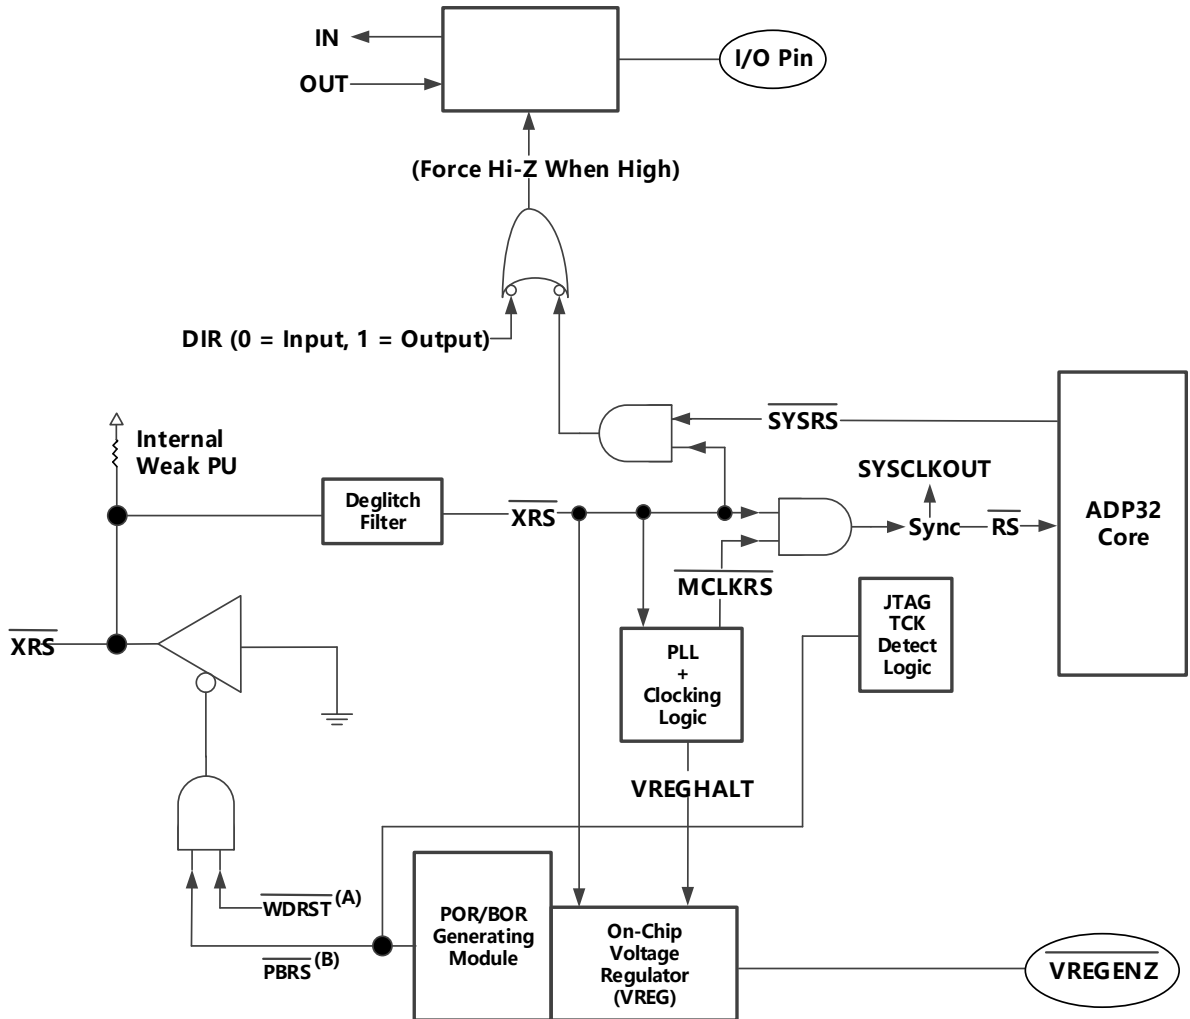 IN
OUT
I/O Pin
(Force Hi-Z When High)
DIR (0 = Input, 1 = Output)
SYSRS
Internal
Weak PU
Deglitch
Filter
XRS
SYSCLKOUT
Sync
RS
ADP32
Core
MCLKRS
JTAG
TCK
Detect
Logic
XRS
PLL
+
Clocking
Logic
VREGHALT
WDRST(A)
PBRS(B)
POR/BOR
Generating
Module
On-Chip
Voltage
Regulator
(VREG)
VREGENZ